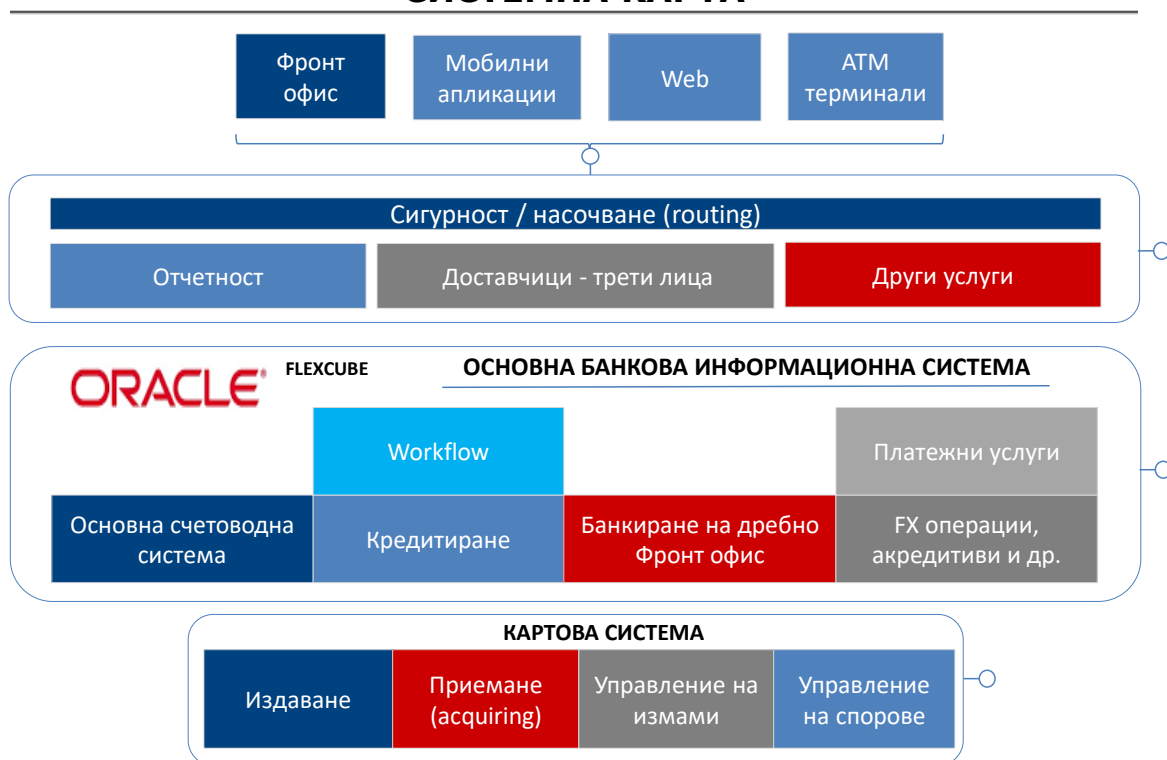 СИСТЕМНА КАРТА
Фронт
офис
Мобилни
апликации
Web
ATM
терминали
Сигурност / насочване (routing)
Отчетност
Доставчици - трети лица
Други услуги
ORACLE®
FLEXCUBE
ОСНОВНА БАНКОВА ИНФОРМАЦИОННА СИСТЕМА
Workflow
Платежни услуги
Основна счетоводна
система
Кредитиране
Банкиране на дребно
Фронт офис
FX операции,
акредитиви и др.
КАРТОВА СИСТЕМА
Издаване
Приемане
(acquiring)
Управление на
измами
Управление
на спорове